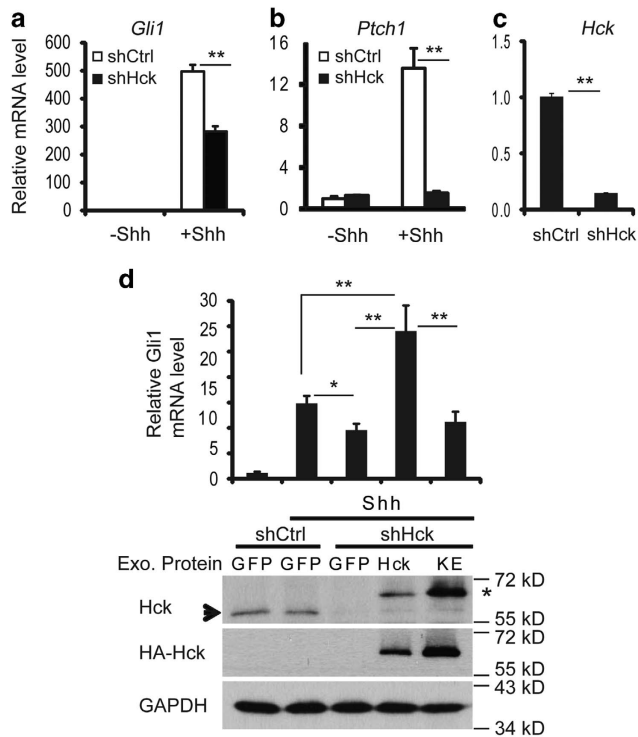 a
Gli1
shCtrl
shHck
**
Relative mRNA level
600
500
400
300
200
100
0
-Shh
+Shh
b
Ptch1
shCtrl
shHck
**
16
12
8
4
0
-Shh
+Shh
c
Hck
**
1.5
1.0
0.5
0.0
shCtrl shHck
d
Relative Gli1
mRNA level
30
25
20
15
10
5
0
**
**
**
*
Shh
shCtrl
shHck
Exo. Protein GFP GFP GFP Hck KE
Hck
72 kD
*
55 kD
HA-Hck
72 kD
55 kD
GAPDH
43 kD
34 kD